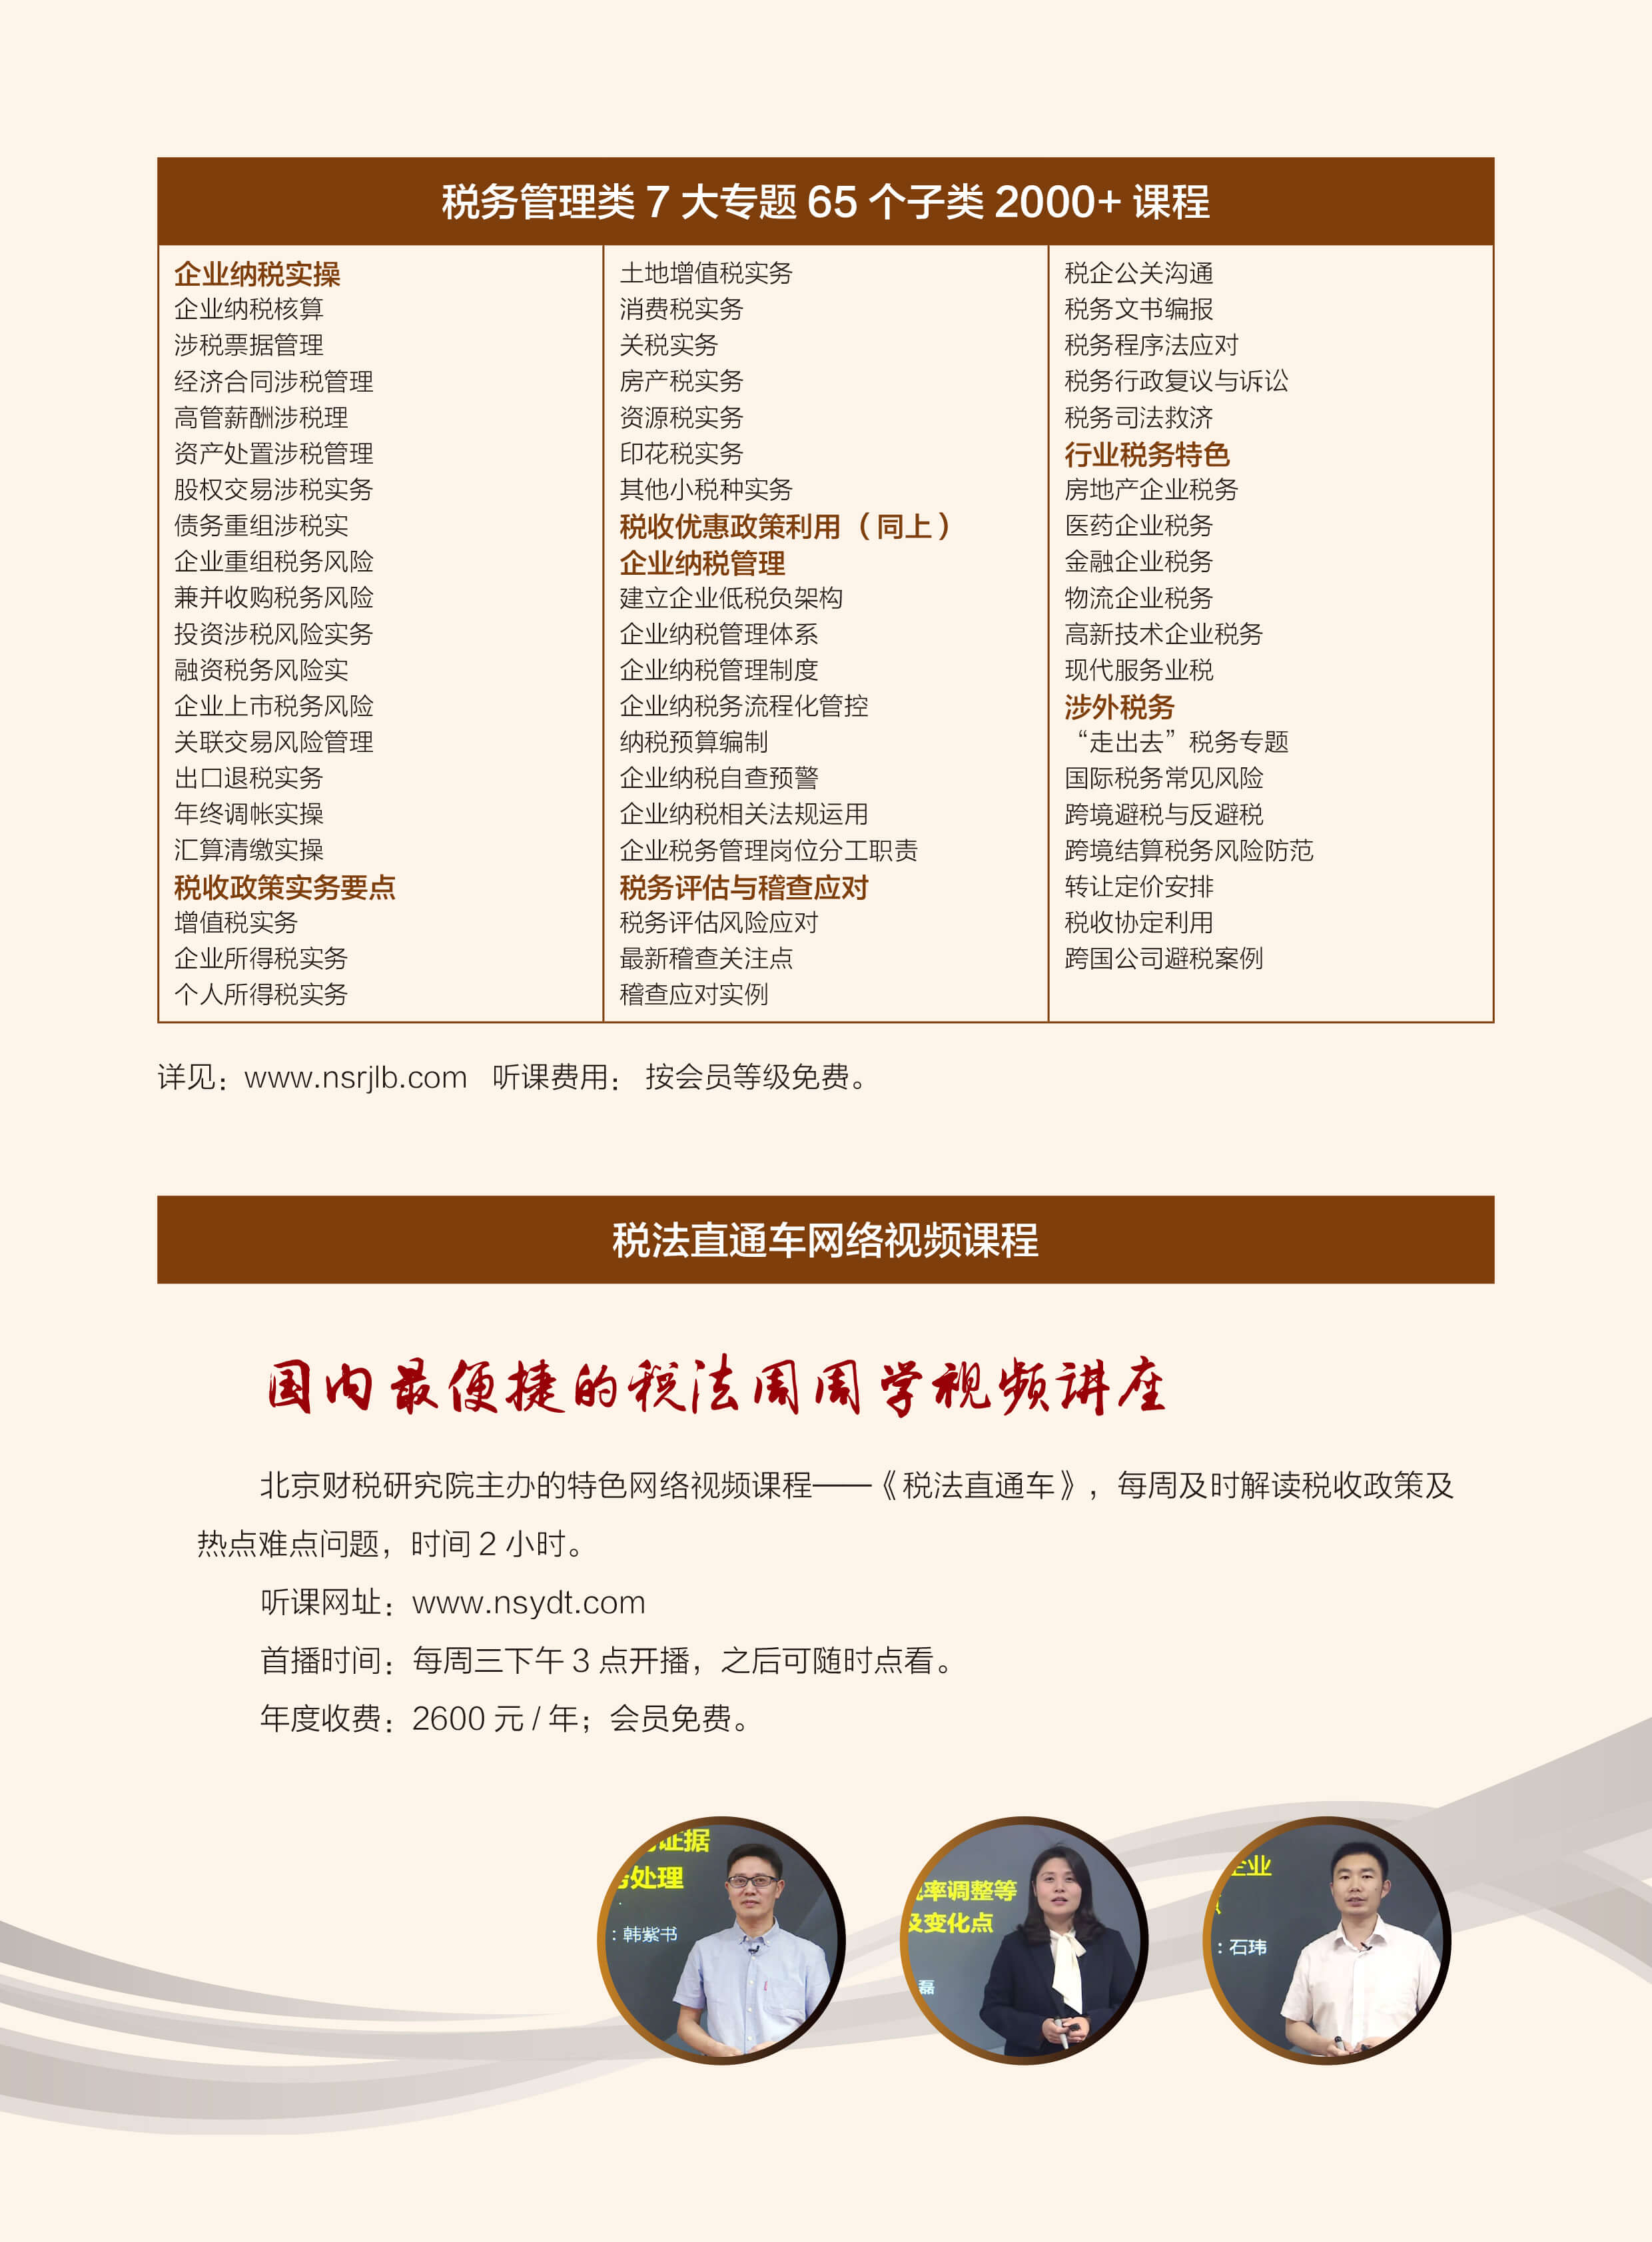 税务管理类 7 大专题 65 个子类 2000+ 课程
企业纳税实操
企业纳税核算
涉税票据管理
经济合同涉税管理
高管薪酬涉税理
资产处置涉税管理
股权交易涉税实务
债务重组涉税实
企业重组税务风险
兼并收购税务风险
投资涉税风险实务
融资税务风险实
企业上市税务风险
关联交易风险管理
出口退税实务
年终调帐实操
汇算清缴实操
税收政策实务要点
增值税实务
企业所得税实务
个人所得税实务
土地增值税实务
消费税实务
关税实务
房产税实务
资源税实务
印花税实务
其他小税种实务
税收优惠政策利用（同上）
企业纳税管理
建立企业低税负架构
企业纳税管理体系
企业纳税管理制度
企业纳税务流程化管控
纳税预算编制
企业纳税自查预警
企业纳税相关法规运用
企业税务管理岗位分工职责
税务评估与稽查应对
税务评估风险应对
最新稽查关注点
稽查应对实例
税企公关沟通
税务文书编报
税务程序法应对
税务行政复议与诉讼
税务司法救济
行业税务特色
房地产企业税务
医药企业税务
金融企业税务
物流企业税务
高新技术企业税务
现代服务业税
涉外税务
“走出去”税务专题
国际税务常见风险
跨境避税与反避税
跨境结算税务风险防范
转让定价安排
税收协定利用
跨国公司避税案例
详见：www.nsrjlb.com 听课费用： 按会员等级免费。
税法直通车网络视频课程
国内最便捷的税法周周学视频讲座
北京财税研究院主办的特色网络视频课程——《税法直通车》，每周及时解读税收政策及
热点难点问题，时间 2 小时。
听课网址：www.nsydt.com
首播时间：每周三下午 3 点开播，之后可随时点看。
年度收费：2600 元 / 年；会员免费。
证据
处理
：韩紫书
率调整等
及变化点
磊
企业
：石玮